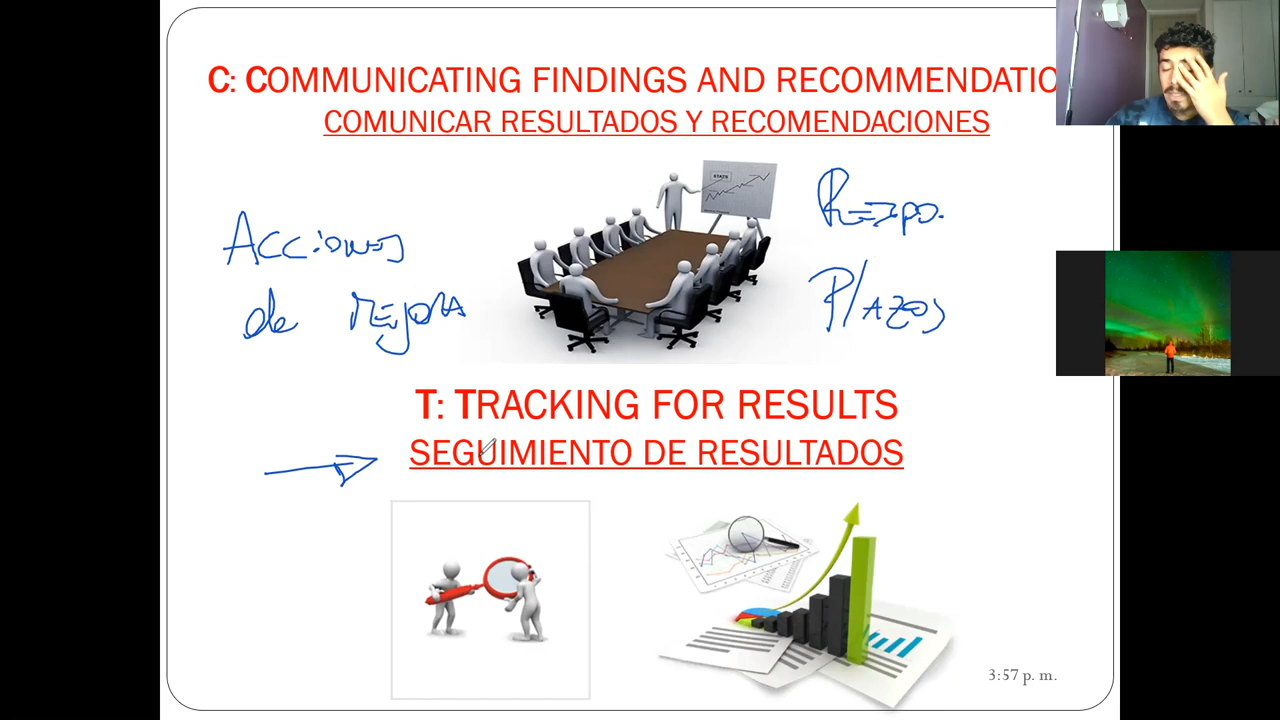 C: COMMUNICATING FINDINGS AND RECOMMENDATIO
COMUNICAR RESULTADOS Y RECOMENDACIONES
STATS
Acciones
de Mejora
Respo.
Plazos
T: TRACKING FOR RESULTS
SEGUIMIENTO DE RESULTADOS
3:57 p. m.